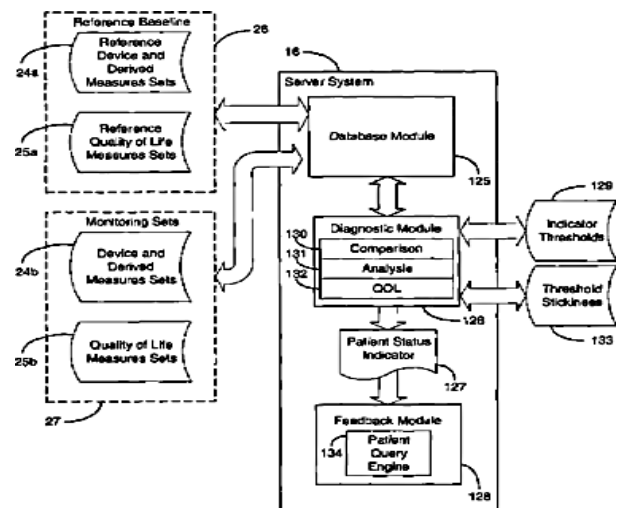 Reference Baseline
26
Reference
Device and
Derived
Measures Sets
24a
Reference
Quality of Life
Measures Sets
25a
Monitoring Sets
Device and
Derived
Measures Sets
24b
Quality of Life
Measures Sets
25b
27
16
Server System
Database Module
125
Diagnostic Module
130
Comparison
131
Analysis
132
QOL
126
129
Indicator
Thresholds
Threshold
Stickiness
133
Patient Status
Indicator
127
Feedback Module
134
Patient
Query
Engine
128